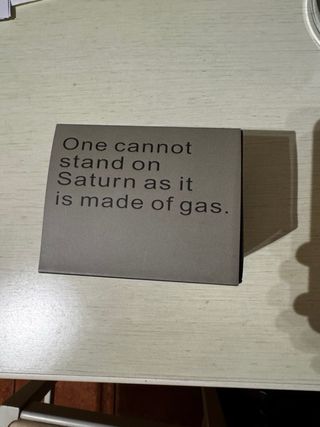 One cannot
stand on
Saturn as it
is made of gas.